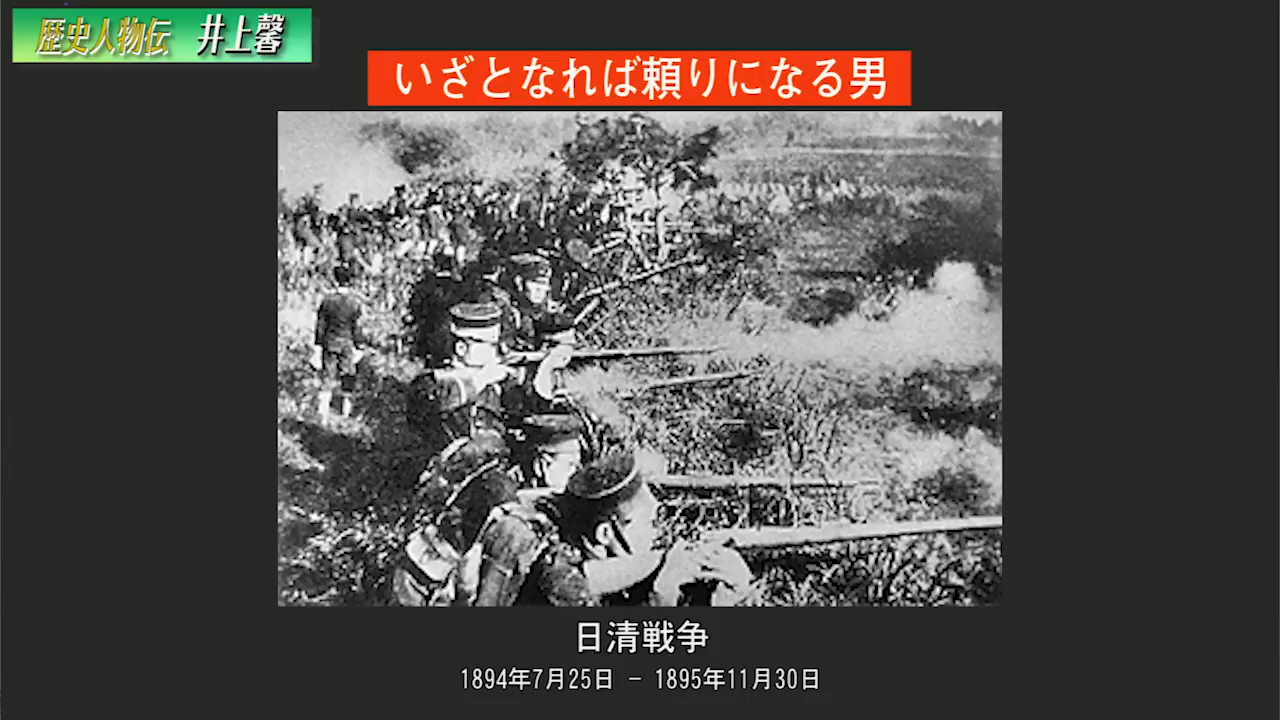 歴史人物伝 井上馨
いざとなれば頼りになる男
日清戦争
1894年7月25日 － 1895年11月30日